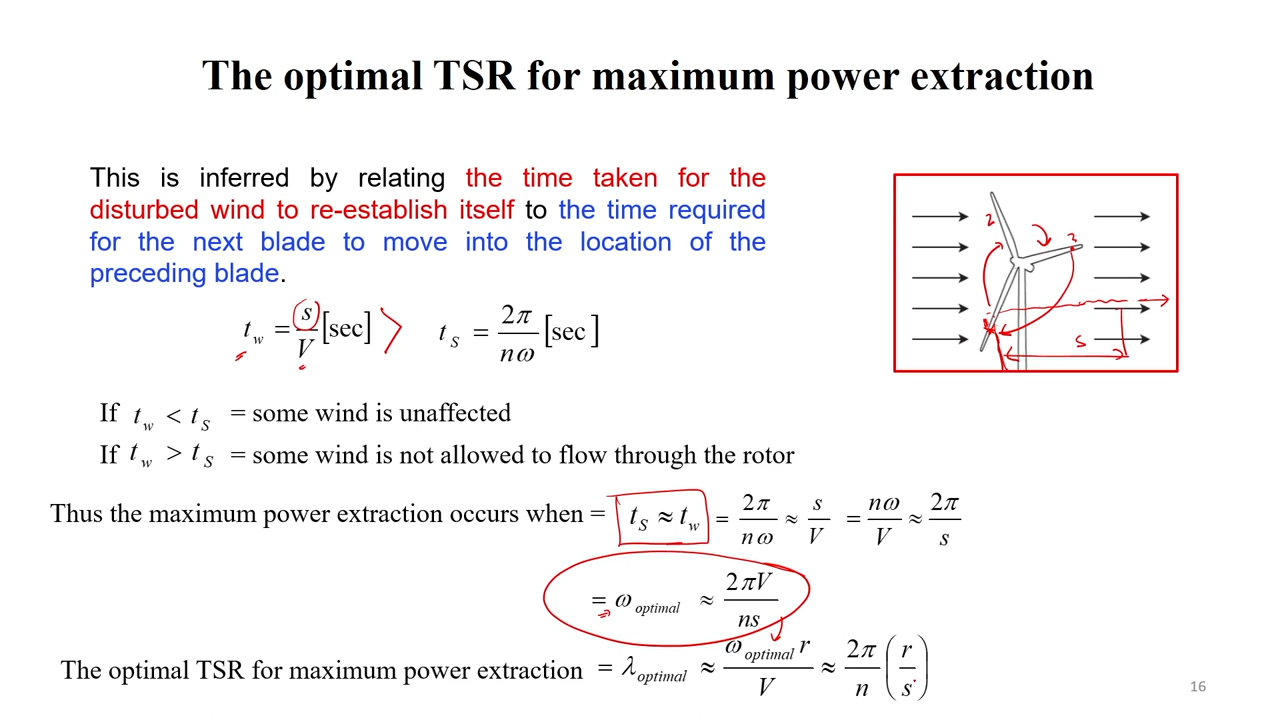 The optimal TSR for maximum power extraction
This is inferred by relating the time taken for the
disturbed wind to re-establish itself to the time required
for the next blade to move into the location of the
preceding blade.
t_w = s/V [sec] > t_S = 2π/nω [sec]
2
3
s
If t_w < t_S = some wind is unaffected
If t_w > t_S = some wind is not allowed to flow through the rotor
Thus the maximum power extraction occurs when = t_S ≈ t_w = 2π/nω ≈ s/V = nω/V ≈ 2π/s
= ω_optimal ≈ 2πV/ns
The optimal TSR for maximum power extraction = λ_optimal ≈ ω_optimal r/V ≈ 2π/n (r/s)
16